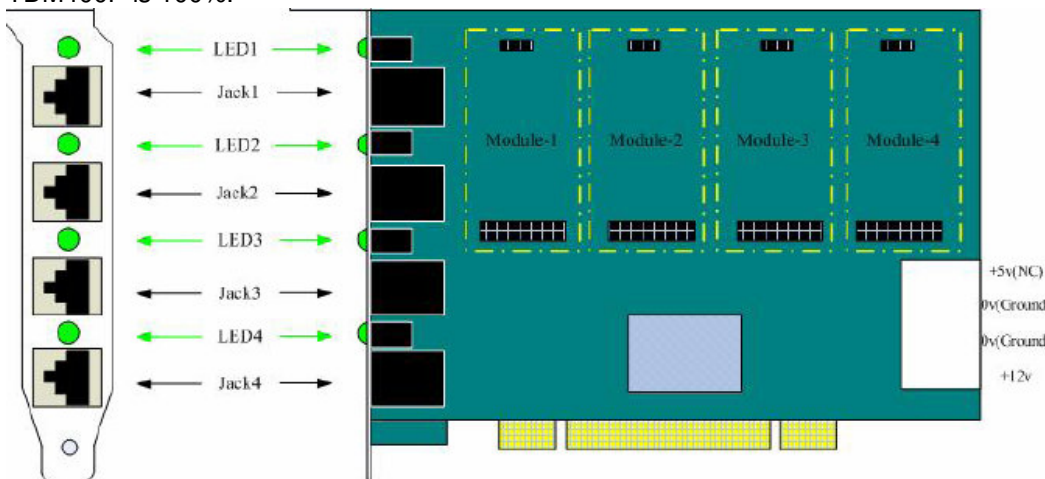 LED1
Jack1
LED2
Jack2
LED3
Jack3
LED4
Jack4
Module-1 Module-2 Module-3 Module-4
+5v(NC)
0v(Ground
0v(Ground
+12v